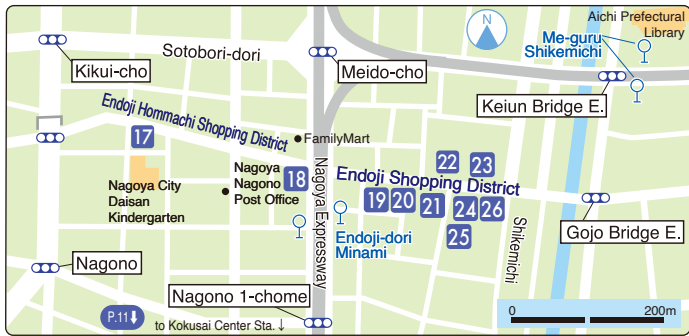 Aichi Prefectural
Library
N
Me-guru
Shikemichi
Sotobori-dori
Kikui-cho
Meido-cho
Keiun Bridge E.
Endoji Hommachi Shopping District
17
FamilyMart
22
23
Nagoya City
Daisan
Kindergarten
Nagoya
Nagono
Post Office
18
Nagoya Expressway
Endoji Shopping District
19
20
21
24
26
25
Shikemichi
Endoji-dori
Minami
Gojo Bridge E.
Nagono
Nagono 1-chome
P.11⬇
to Kokusai Center Sta.↓
0
200m